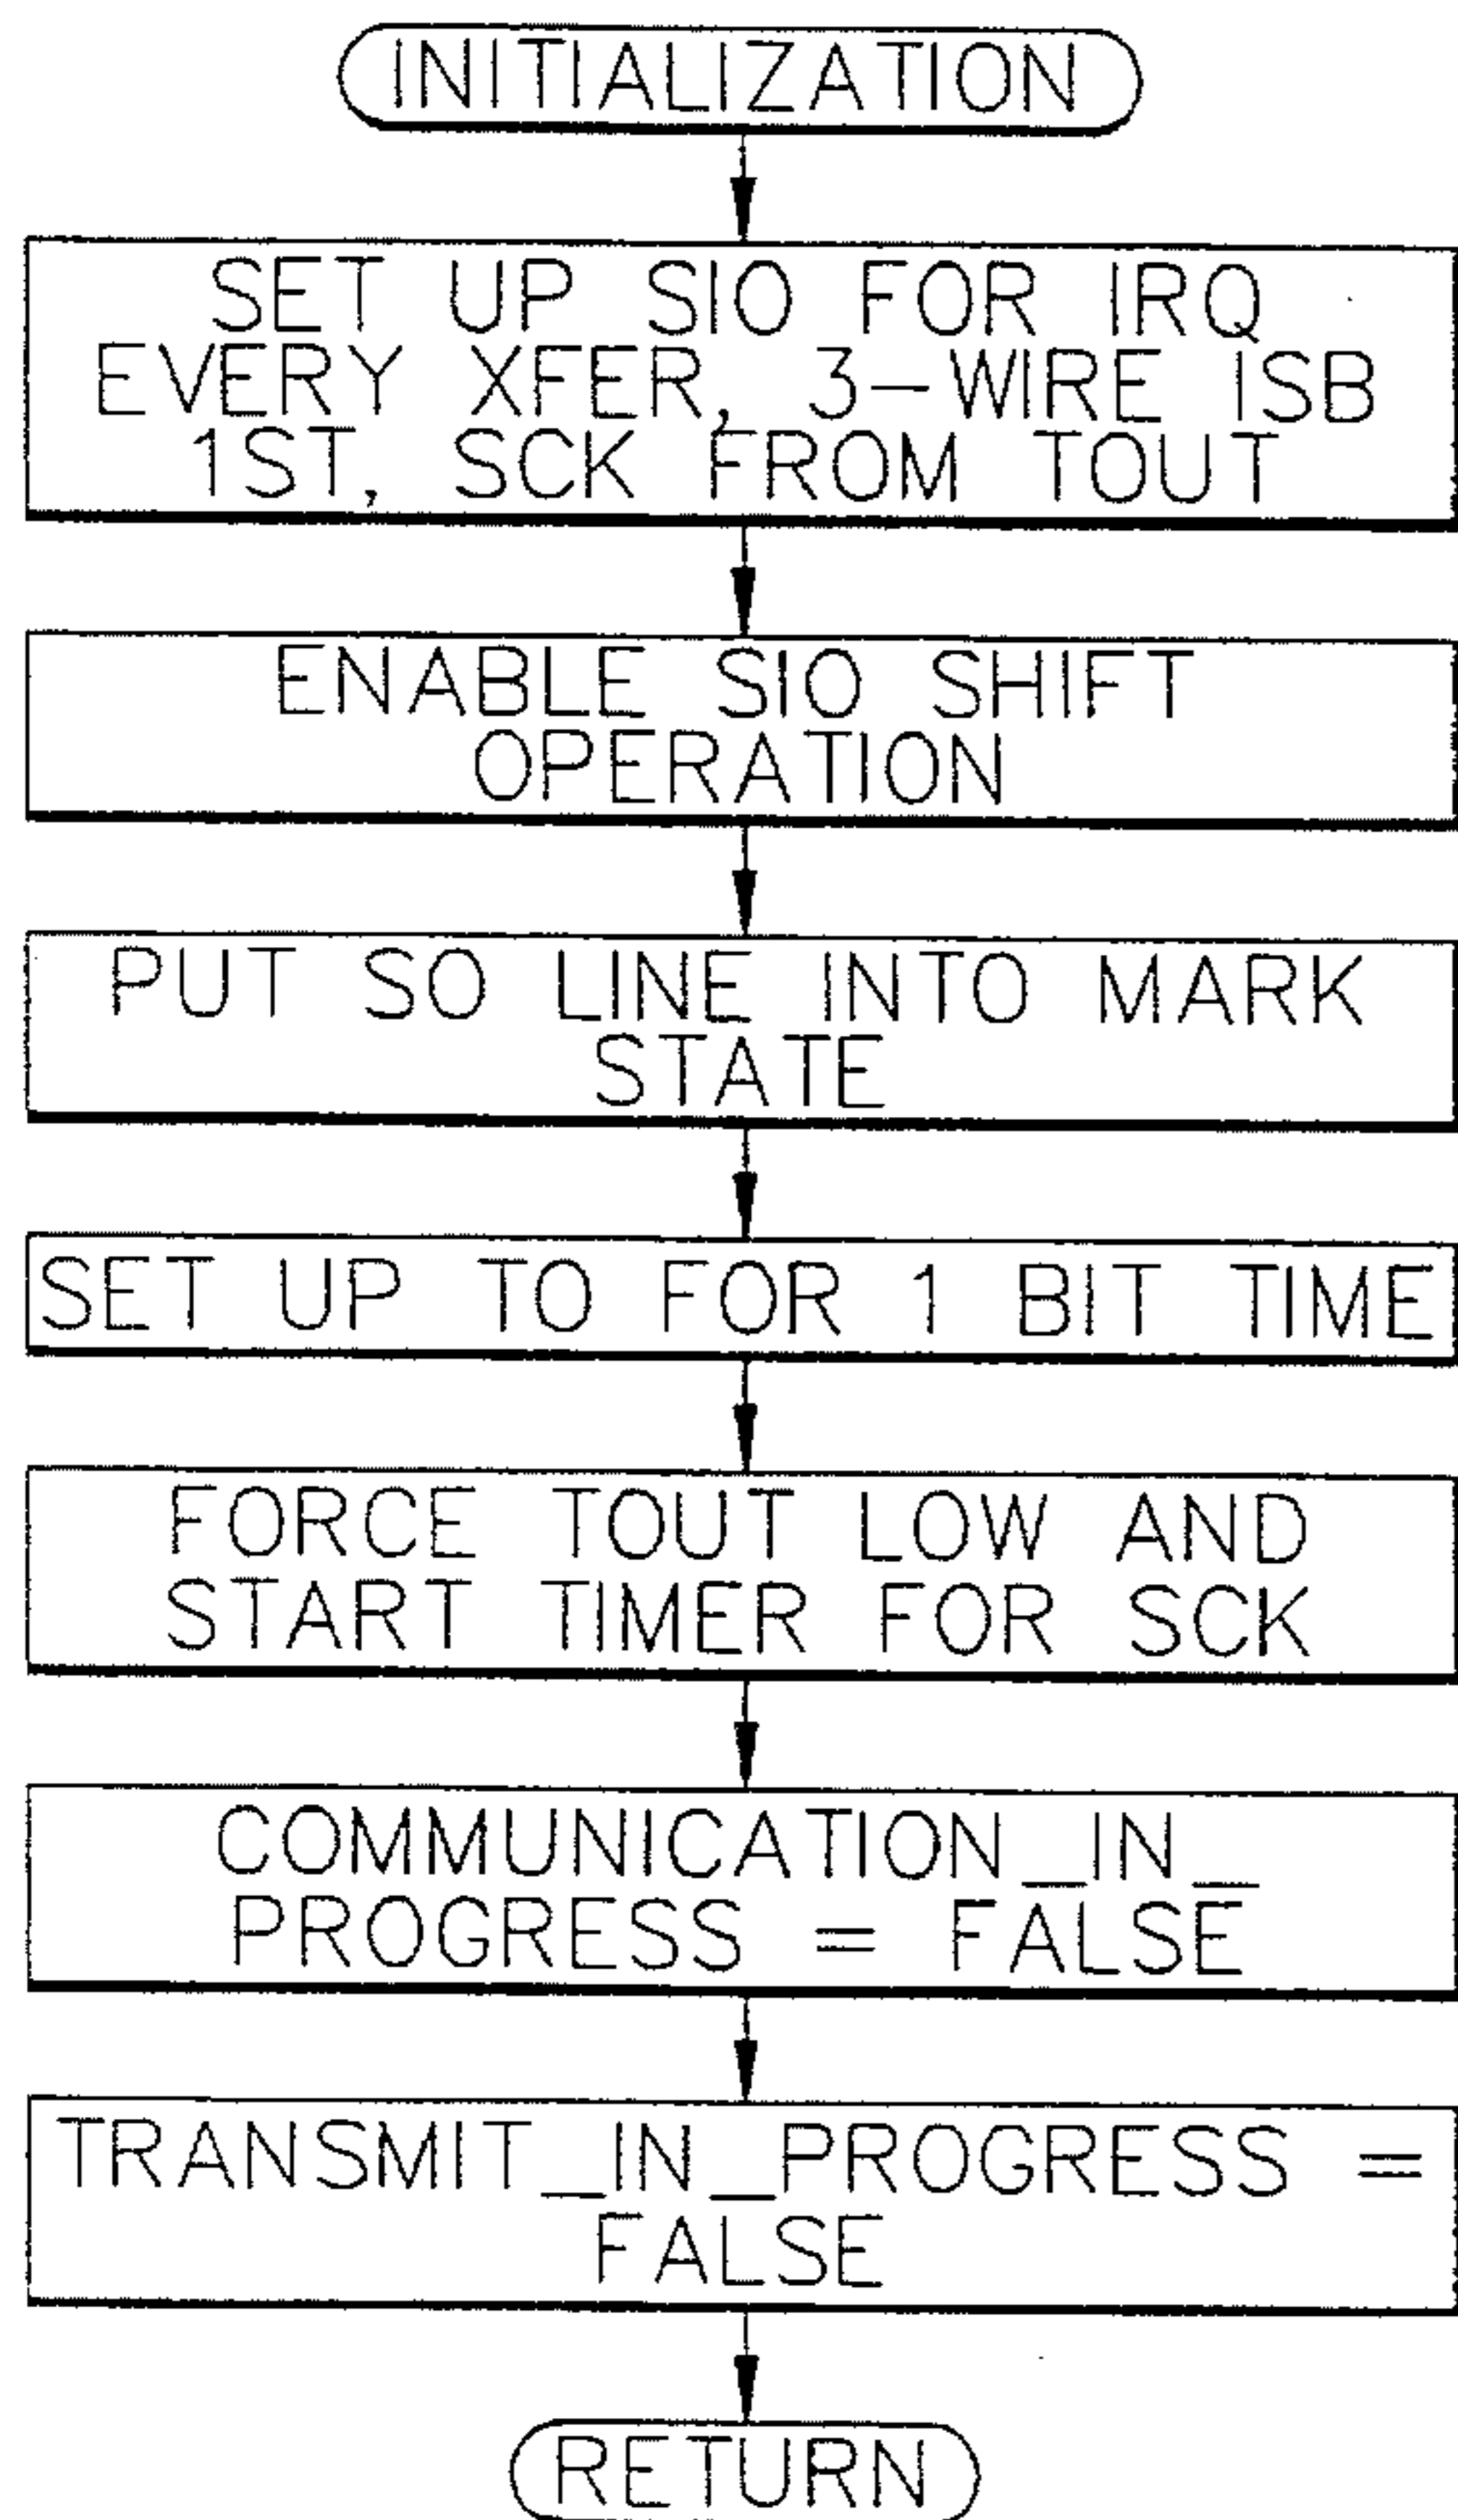 INITIALIZATION
SET UP SIO FOR IRQ
EVERY XFER, 3-WIRE ISB
1ST, SCK FROM TOUT
ENABLE SIO SHIFT
OPERATION
PUT SO LINE INTO MARK
STATE
SET UP TO FOR 1 BIT TIME
FORCE TOUT LOW AND
START TIMER FOR SCK
COMMUNICATION_IN_
PROGRESS = FALSE
TRANSMIT_IN_PROGRESS =
FALSE
RETURN